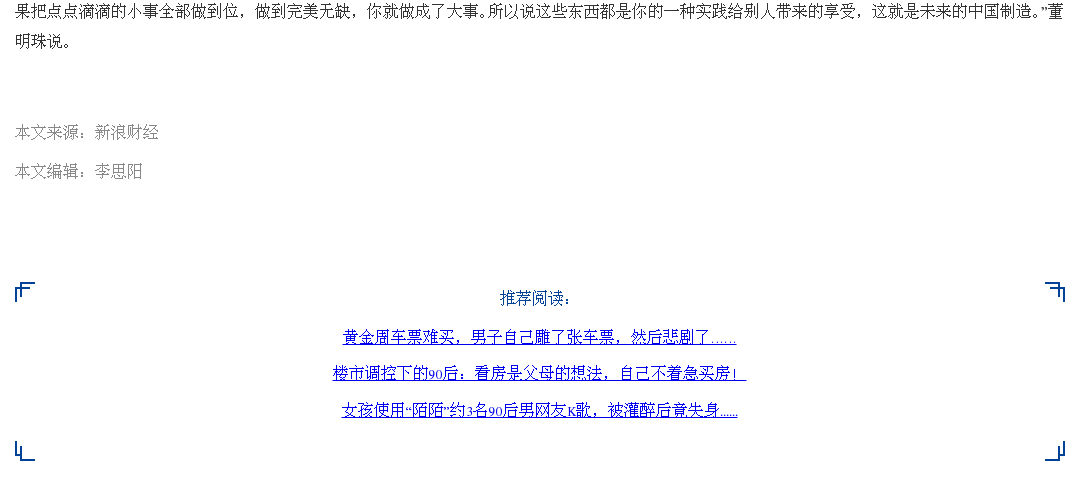 果把点点滴滴的小事全部做到位，做到完美无缺，你就做成了大事。所以说这些东西都是你的一种实践给别人带来的享受，这就是未来的中国制造。”董
明珠说。
本文来源：新浪财经
本文编辑：李思阳
推荐阅读：
黄金周车票难买，男子自己雕了张车票，然后悲剧了……
楼市调控下的90后：看房是父母的想法，自己不着急买房！
女孩使用“陌陌”约3名90后男网友K歌，被灌醉后竟失身......